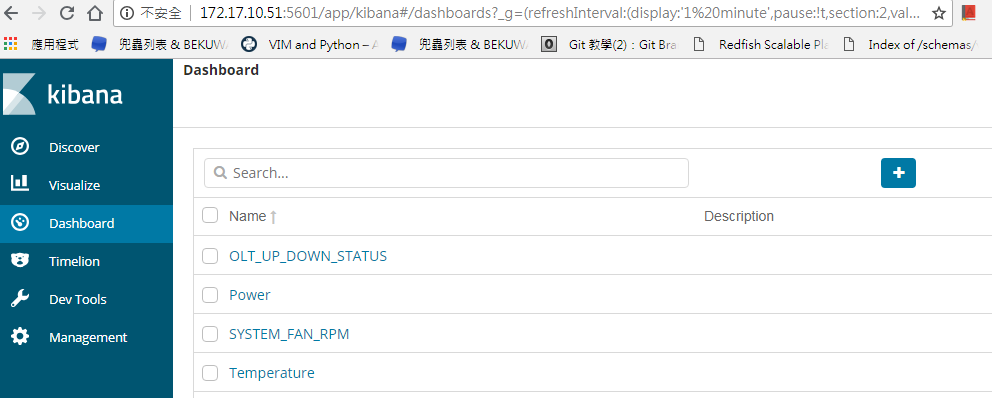 不安全 172.17.10.51:5601/app/kibana#/dashboards?_g=(refreshInterval:(display:'1%20minute',pause:!t,section:2,val...
應用程式 兜蟲列表 & BEKUWA VIM and Python – A 兜蟲列表 & BEKUWA Git 教學(2)：Git Bra Redfish Scalable Pla Index of /schemas/
kibana
Dashboard
Discover
Visualize
Dashboard
Timelion
Dev Tools
Management
Search...
+
Name ↑ Description
OLT_UP_DOWN_STATUS
Power
SYSTEM_FAN_RPM
Temperature